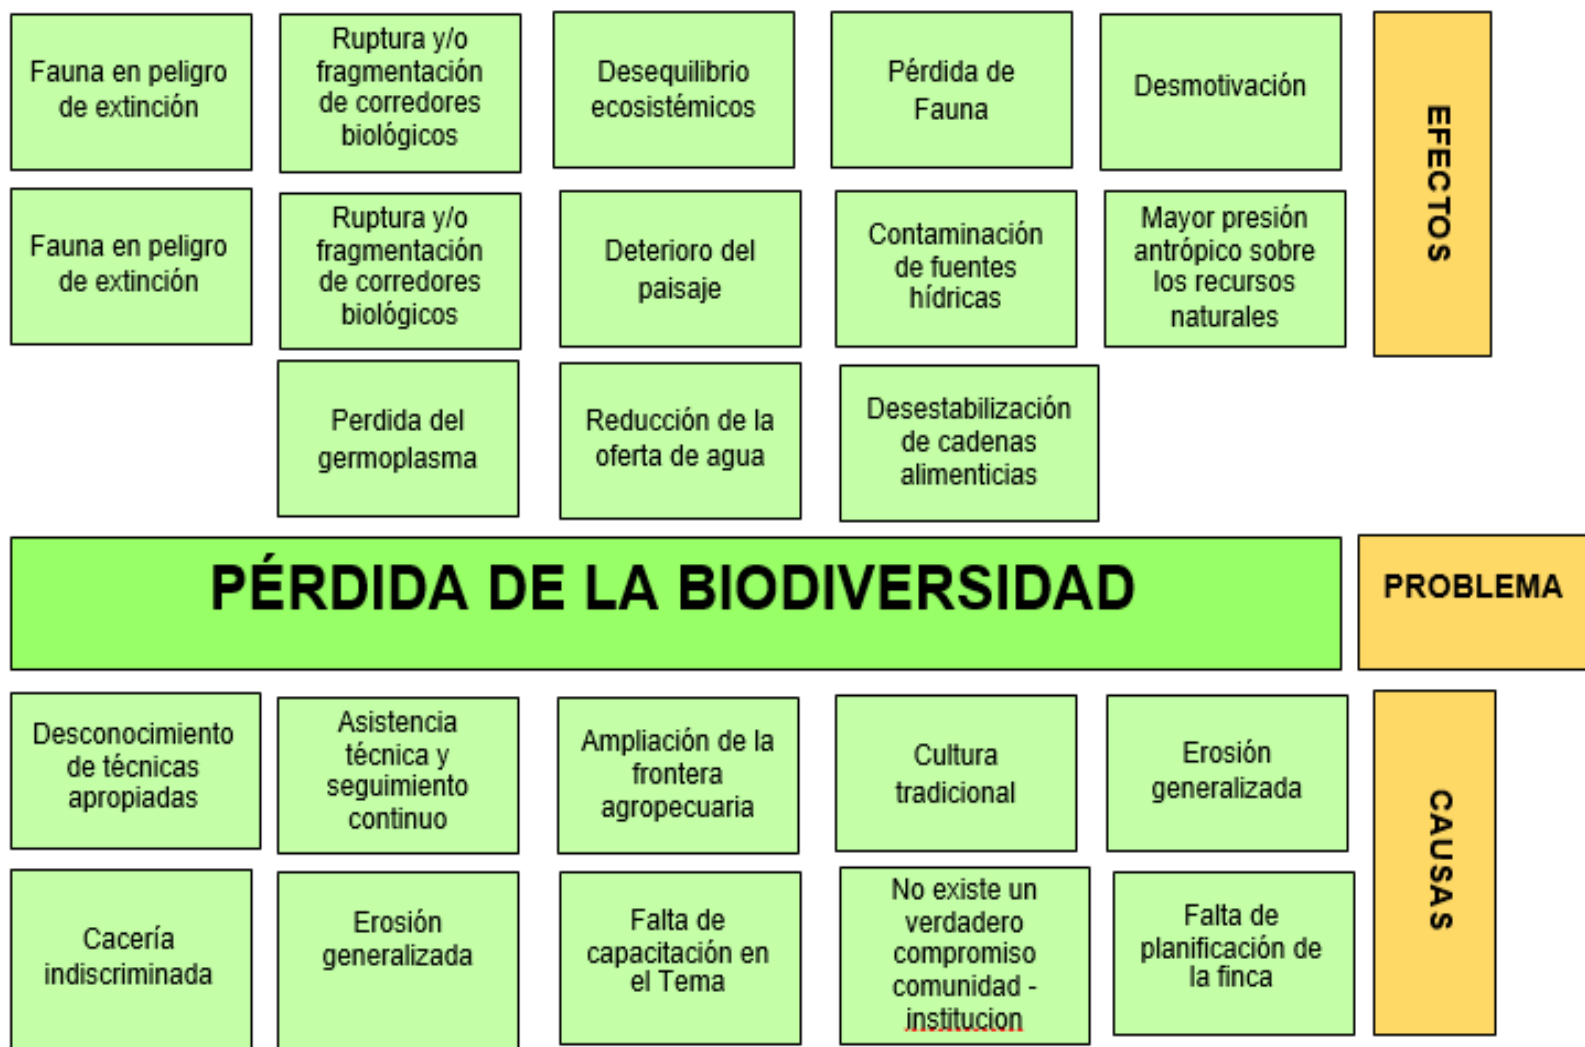 Fauna en peligro
de extinción
Ruptura y/o
fragmentación
de corredores
biológicos
Desequilibrio
ecosistémicos
Pérdida de
Fauna
Desmotivación
EFECTOS
Fauna en peligro
de extinción
Ruptura y/o
fragmentación
de corredores
biológicos
Deterioro del
paisaje
Contaminación
de fuentes
hídricas
Mayor presión
antrópico sobre
los recursos
naturales
Perdida del
germoplasma
Reducción de la
oferta de agua
Desestabilización
de cadenas
alimenticias
PÉRDIDA DE LA BIODIVERSIDAD
PROBLEMA
Desconocimiento
de técnicas
apropiadas
Asistencia
técnica y
seguimiento
continuo
Ampliación de la
frontera
agropecuaria
Cultura
tradicional
Erosión
generalizada
CAUSAS
Cacería
indiscriminada
Erosión
generalizada
Falta de
capacitación en
el Tema
No existe un
verdadero
compromiso
comunidad -
institucion
Falta de
planificación de
la finca